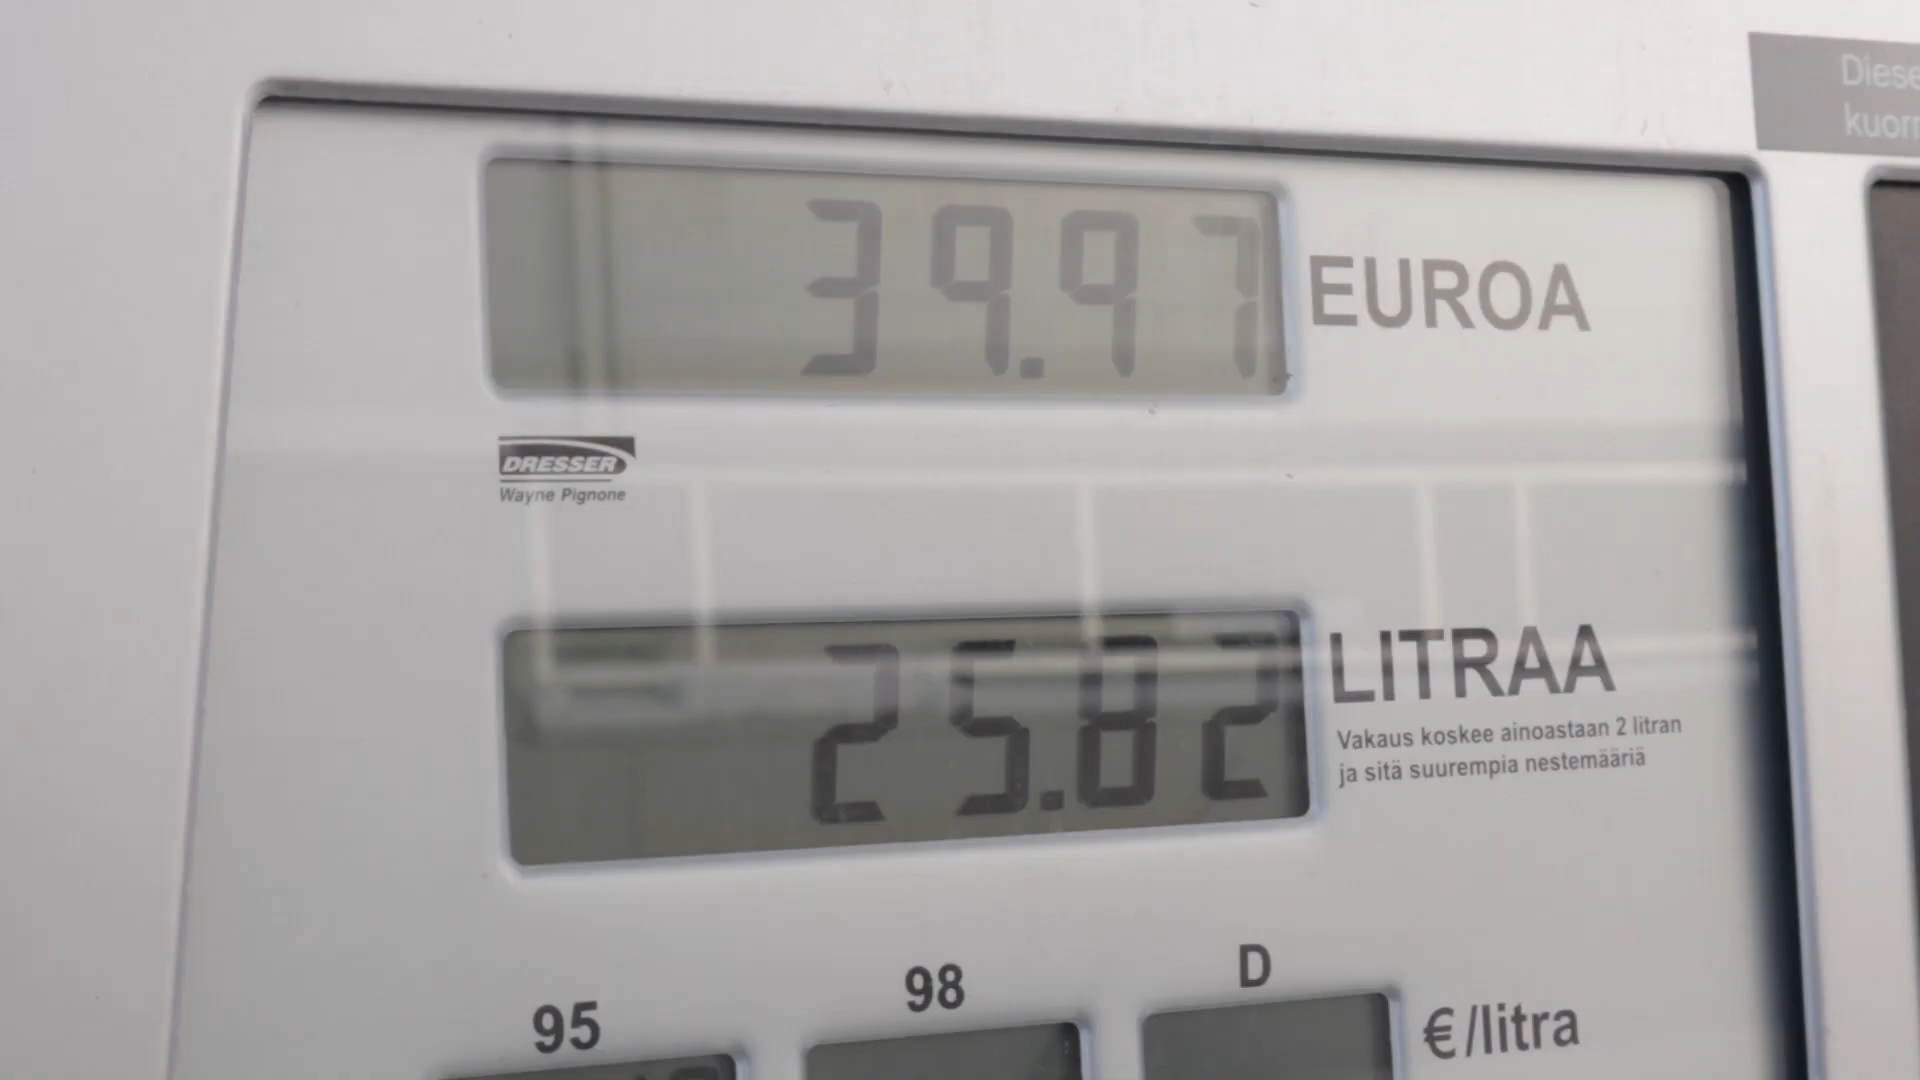 Diese
kuorm
39.97 EUROA
DRESSER
Wayne Pignone
25.82 LITRAA
Vakaus koskee ainoastaan 2 litran
ja sitä suurempia nestemääriä
95 98 D
€/litra